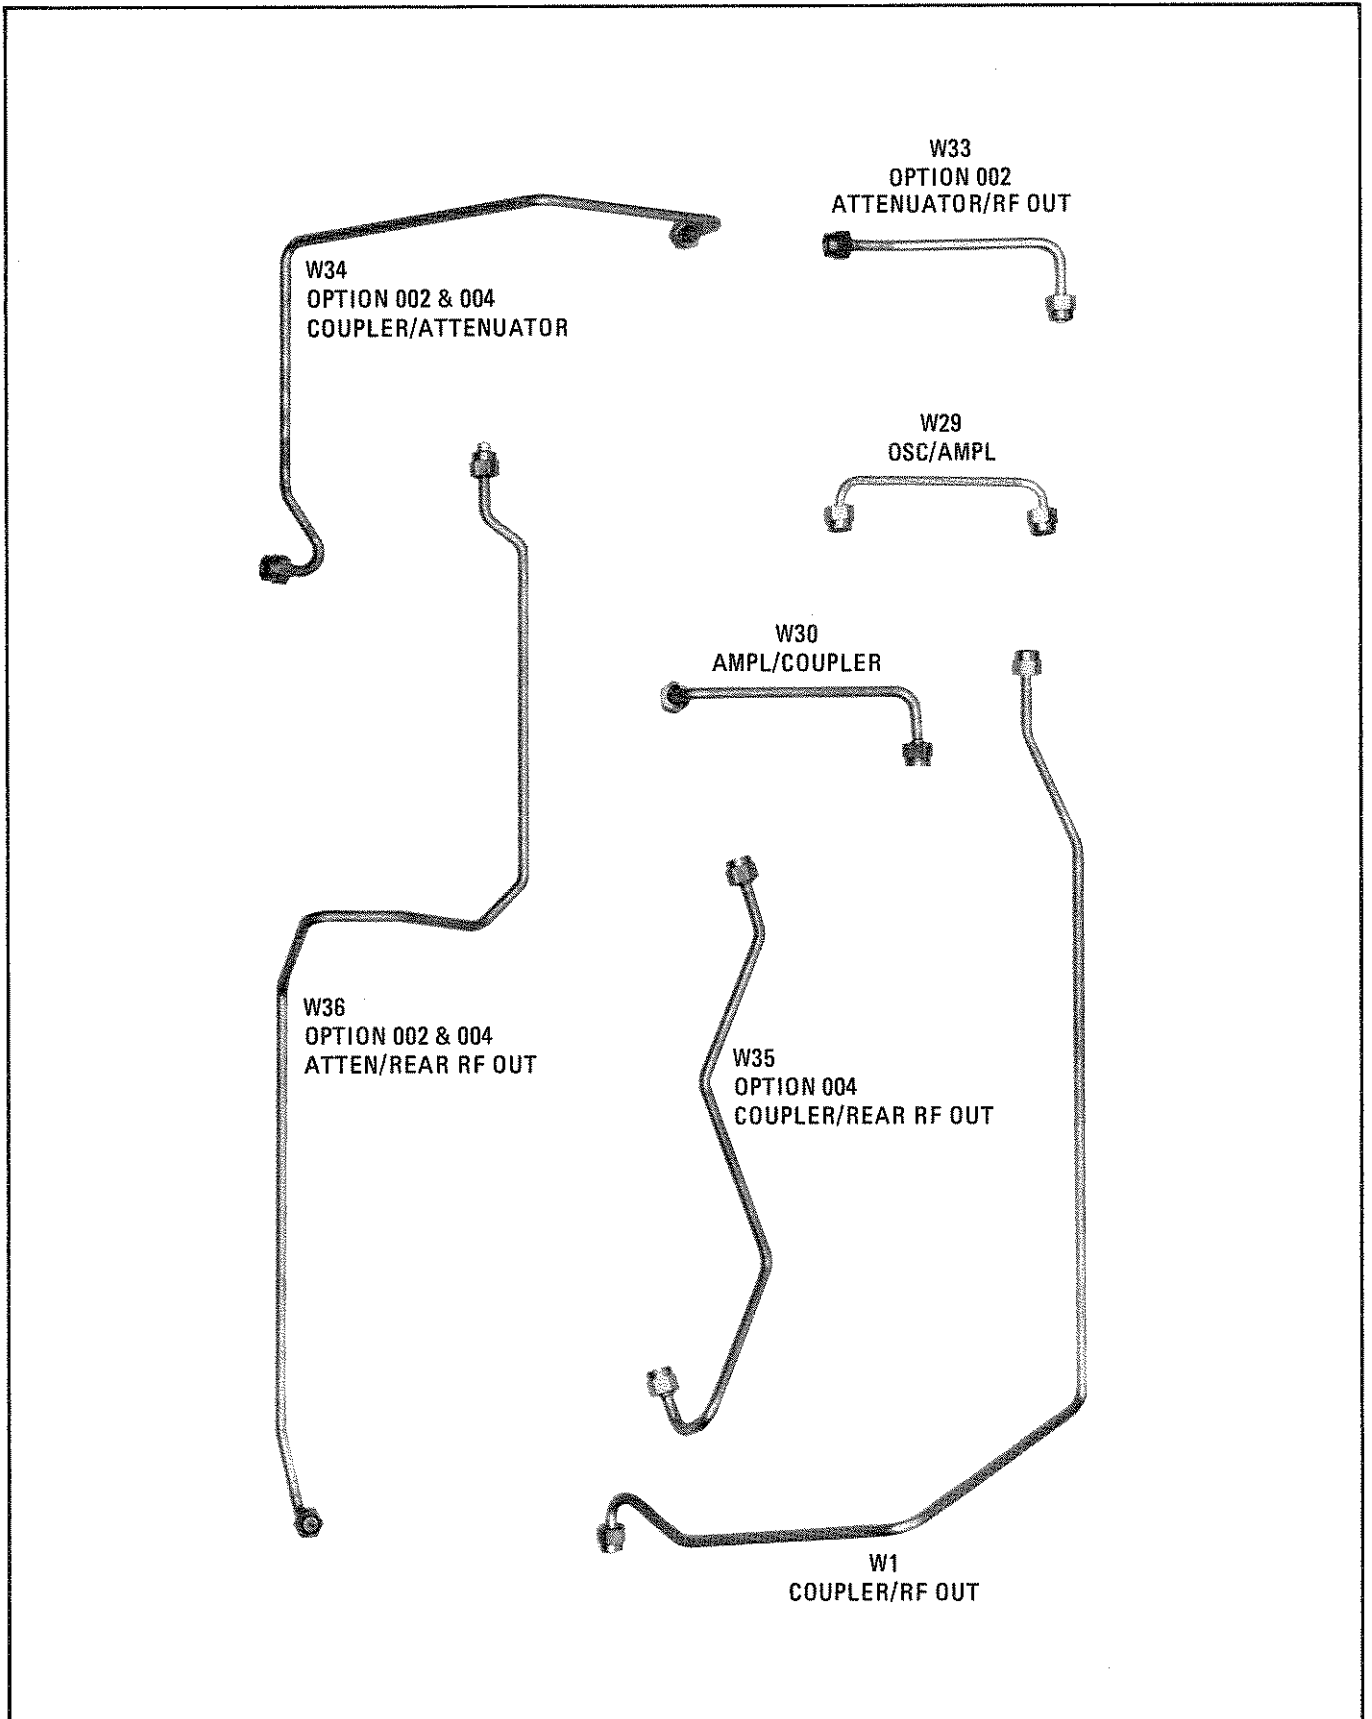 W33
OPTION 002
ATTENUATOR/RF OUT
W34
OPTION 002 & 004
COUPLER/ATTENUATOR
W29
OSC/AMPL
W30
AMPL/COUPLER
W36
OPTION 002 & 004
ATTEN/REAR RF OUT
W35
OPTION 004
COUPLER/REAR RF OUT
W1
COUPLER/RF OUT